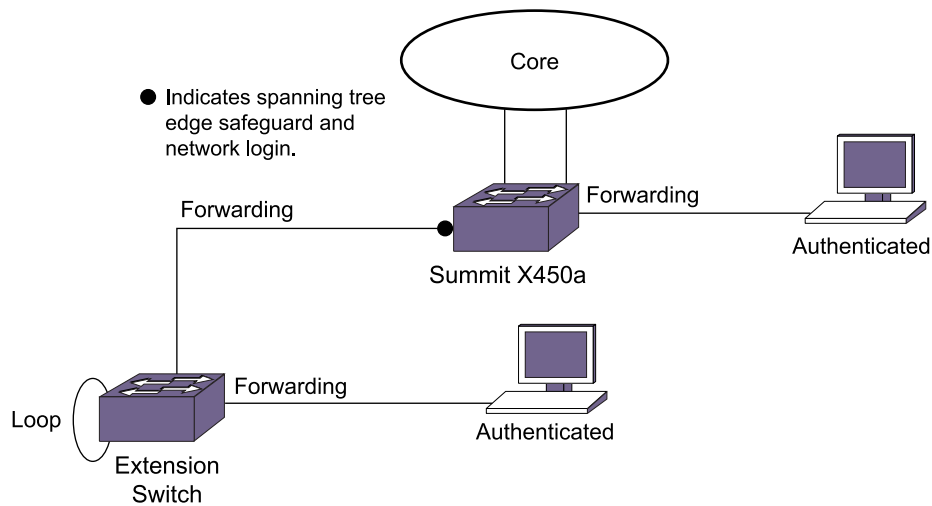 Core
Indicates spanning tree
edge safeguard and
network login.
Forwarding
Forwarding
Authenticated
Summit X450a
Forwarding
Loop
Authenticated
Extension
Switch